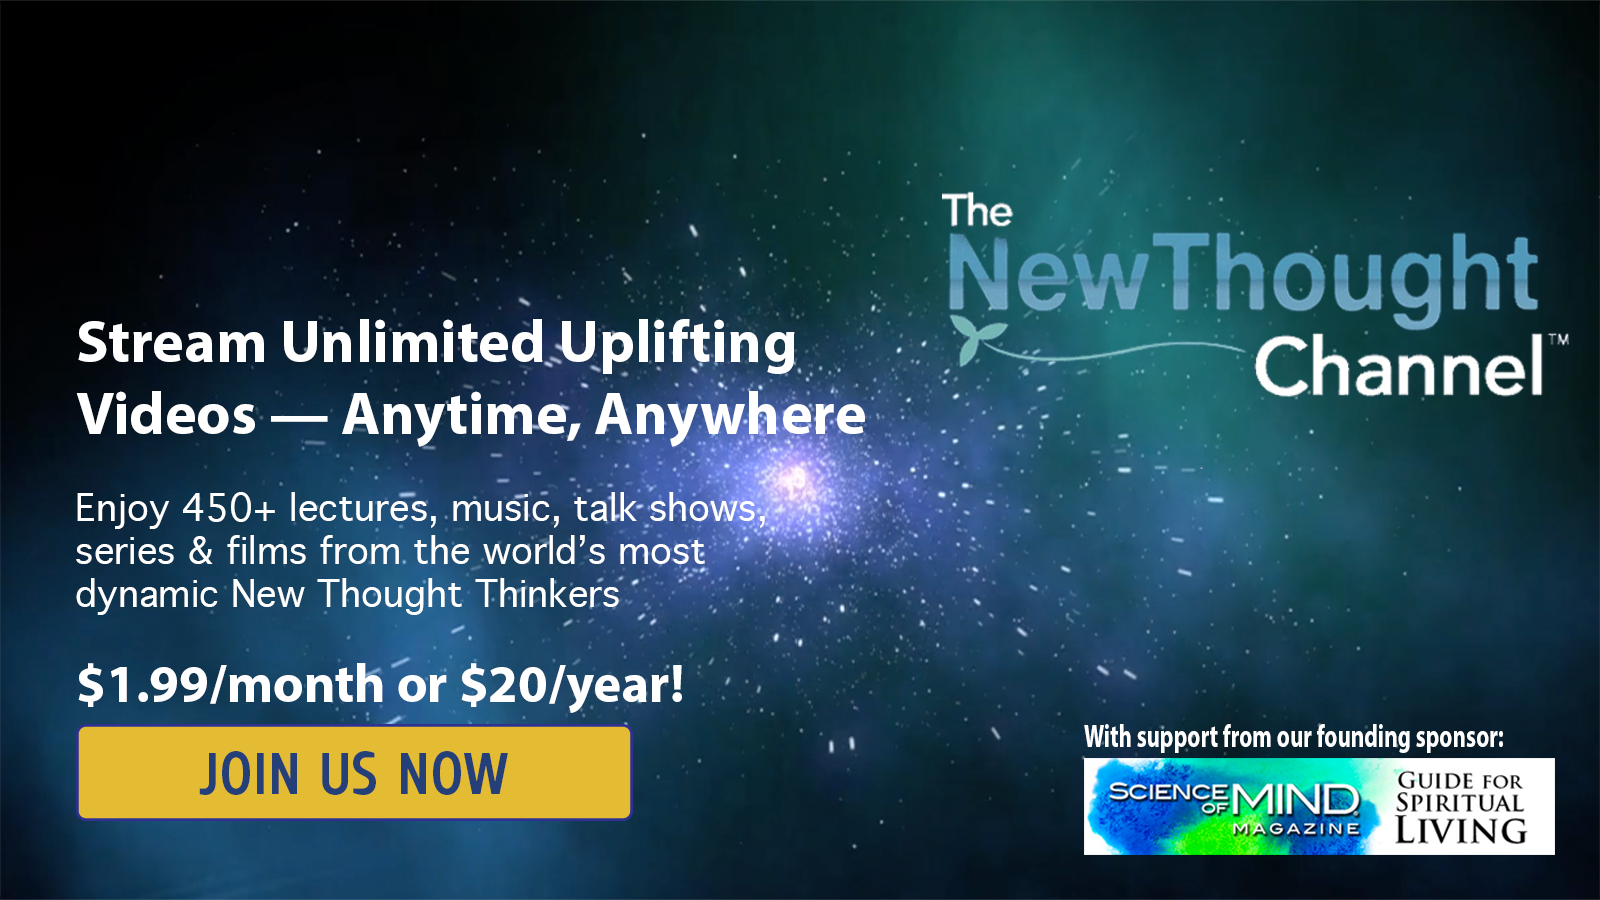 The
NewThought
Channel™
Stream Unlimited Uplifting
Videos — Anytime, Anywhere
Enjoy 450+ lectures, music, talk shows,
series & films from the world’s most
dynamic New Thought Thinkers
$1.99/month or $20/year!
JOIN US NOW
With support from our founding sponsor:
SCIENCE OF MIND®
MAGAZINE
GUIDE FOR
SPIRITUAL
LIVING